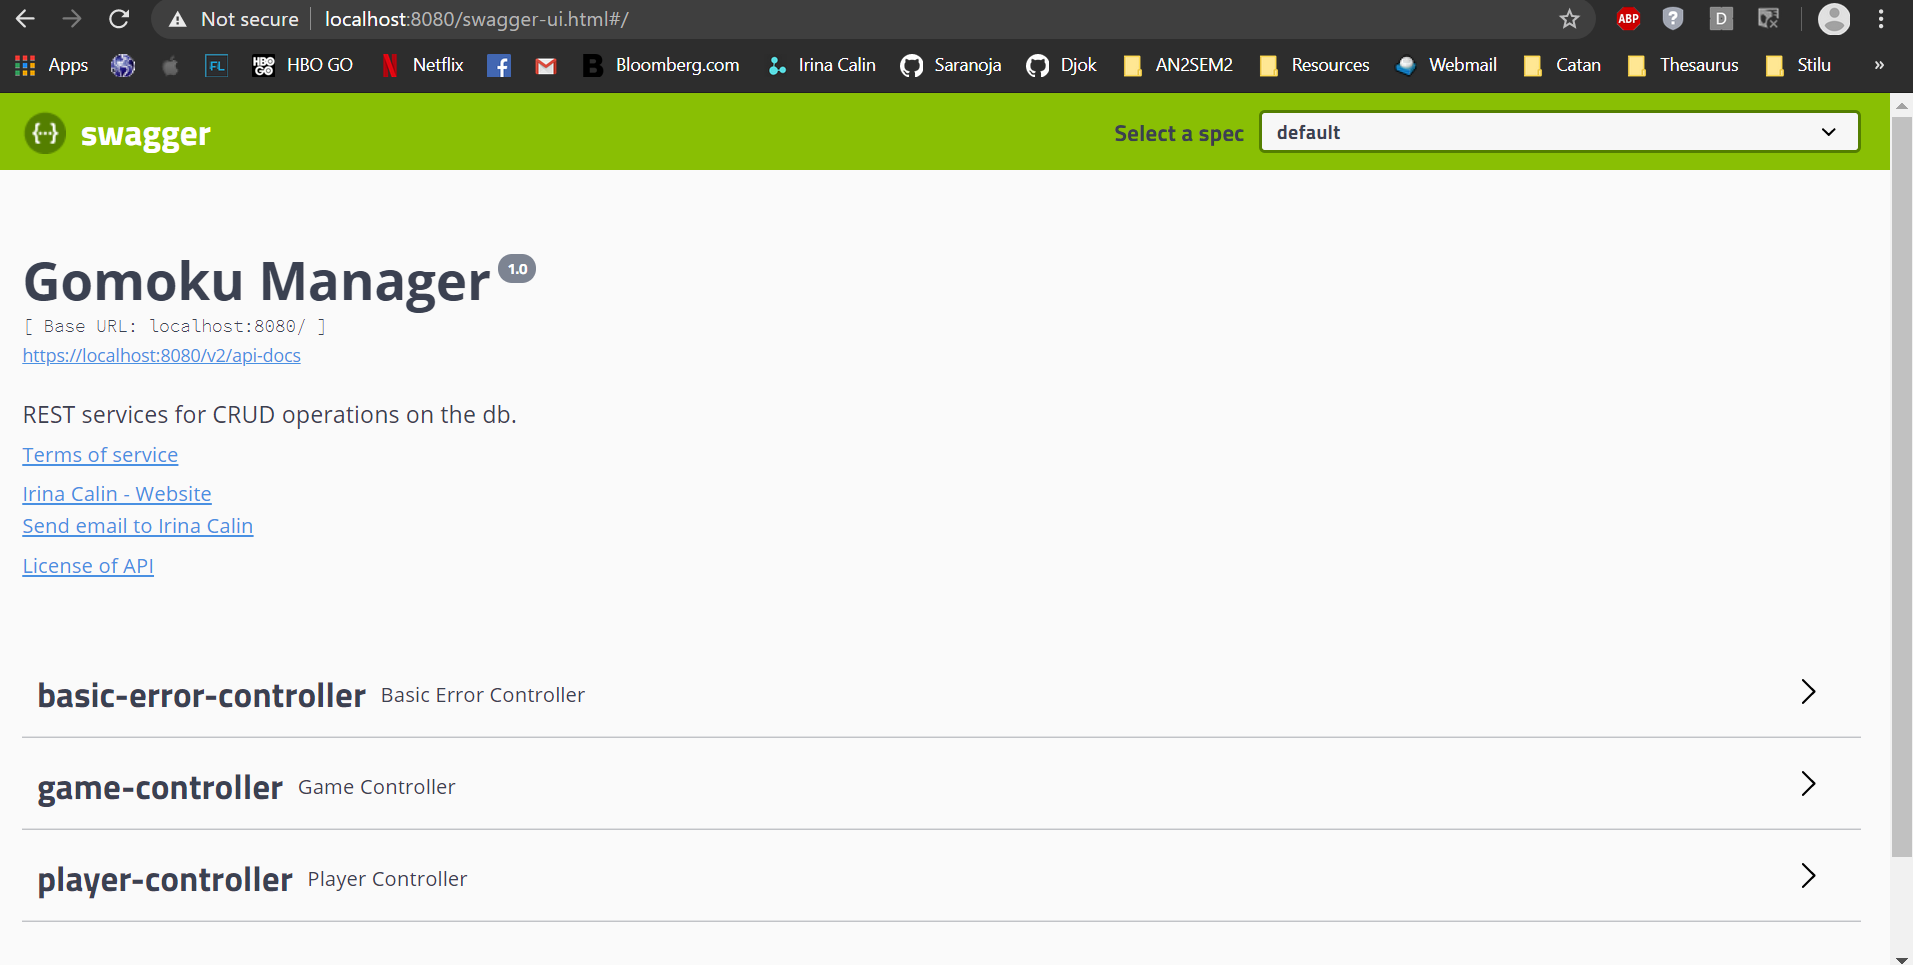 Not secure localhost:8080/swagger-ui.html#/ ABP ? D
Apps FL HBO GO HBO GO Netflix Bloomberg.com Irina Calin Saranoja Djok AN2SEM2 Resources Webmail Catan Thesaurus Stilu »
{···} swagger Select a spec default
Gomoku Manager 1.0
[ Base URL: localhost:8080/ ]
https://localhost:8080/v2/api-docs
REST services for CRUD operations on the db.
Terms of service
Irina Calin - Website
Send email to Irina Calin
License of API
basic-error-controller Basic Error Controller
game-controller Game Controller
player-controller Player Controller